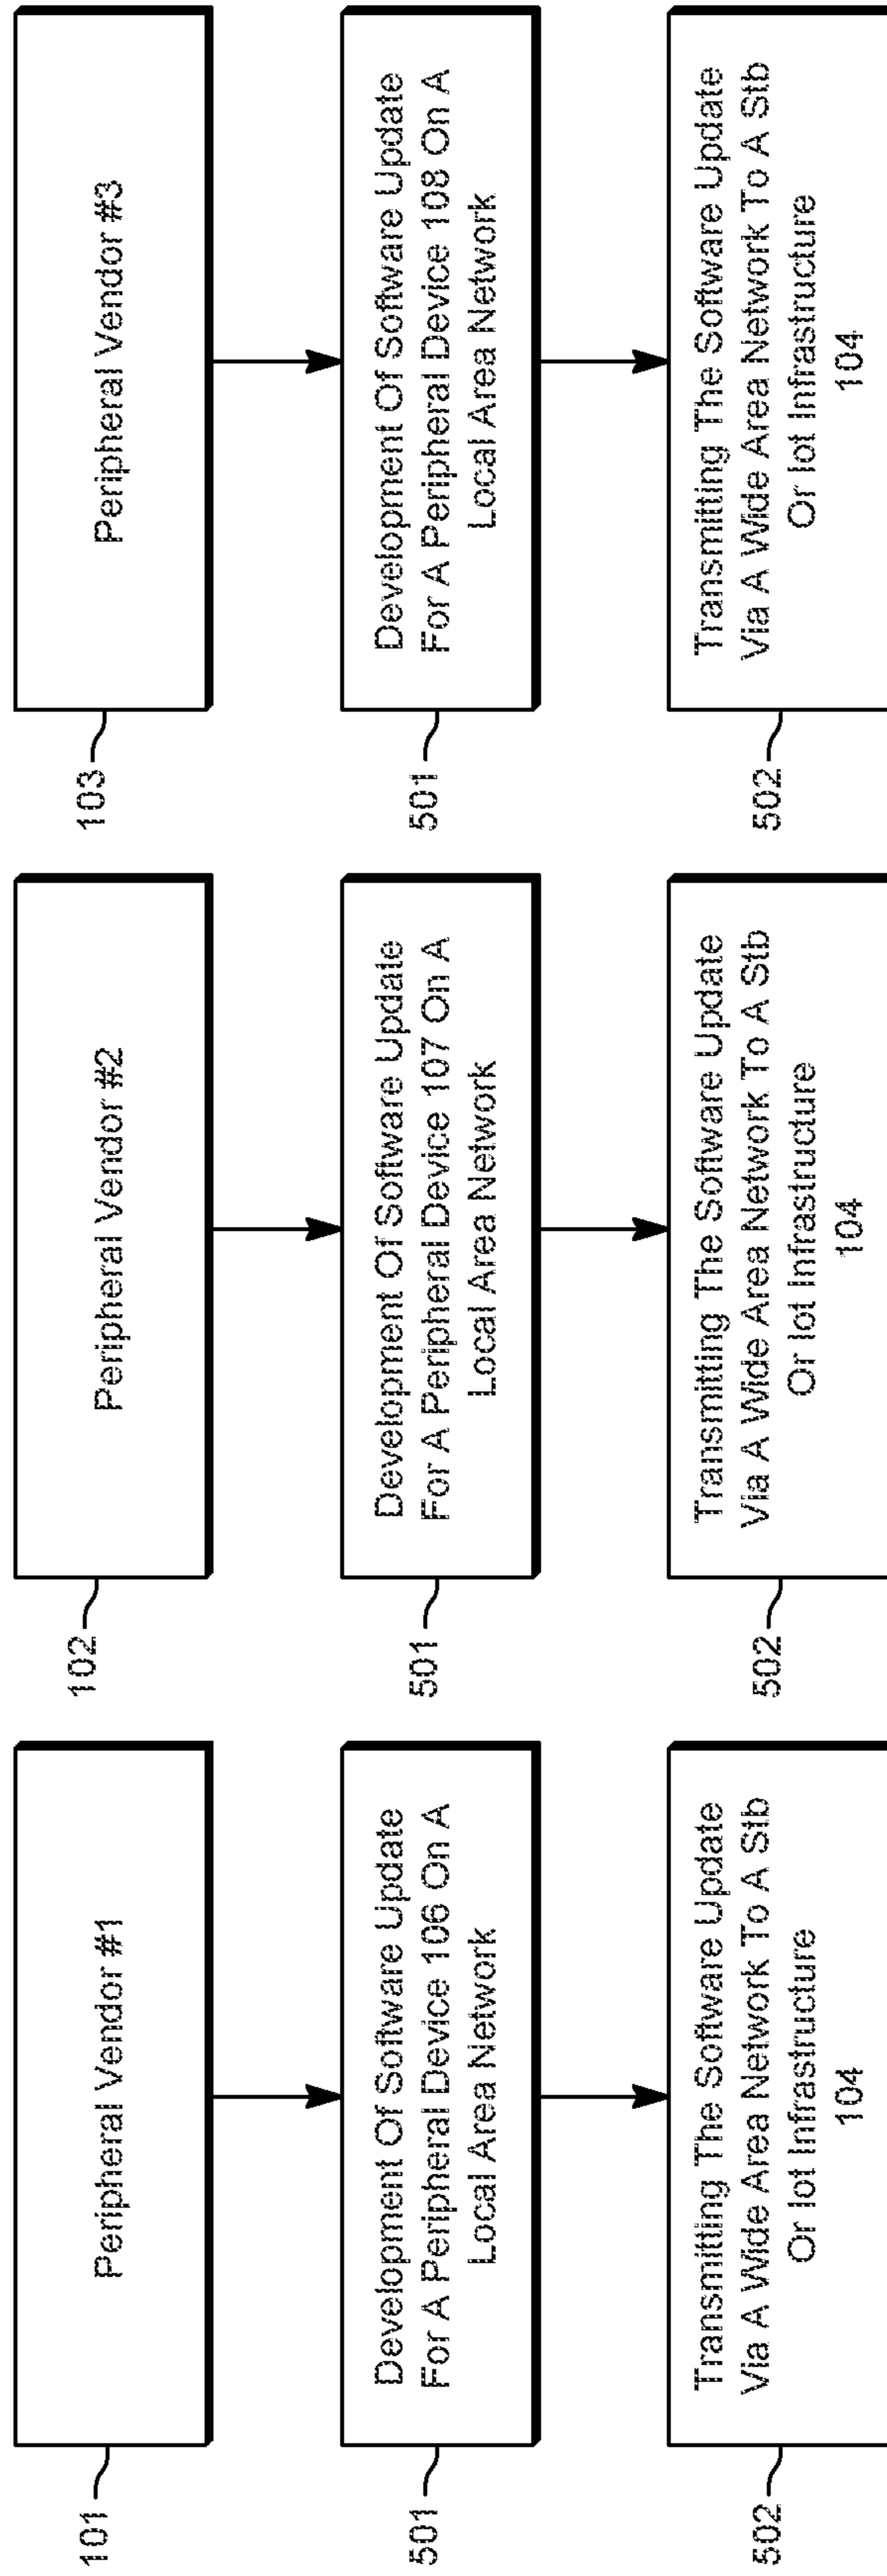 101
Peripheral Vendor #1
501
Development Of Software Update
For A Peripheral Device 106 On A
Local Area Network
502
Transmitting The Software Update
Via A Wide Area Network To A Stb
Or Iot Infrastructure
104
102
Peripheral Vendor #2
501
Development Of Software Update
For A Peripheral Device 107 On A
Local Area Network
502
Transmitting The Software Update
Via A Wide Area Network To A Stb
Or Iot Infrastructure
104
103
Peripheral Vendor #3
501
Development Of Software Update
For A Peripheral Device 108 On A
Local Area Network
502
Transmitting The Software Update
Via A Wide Area Network To A Stb
Or Iot Infrastructure
104